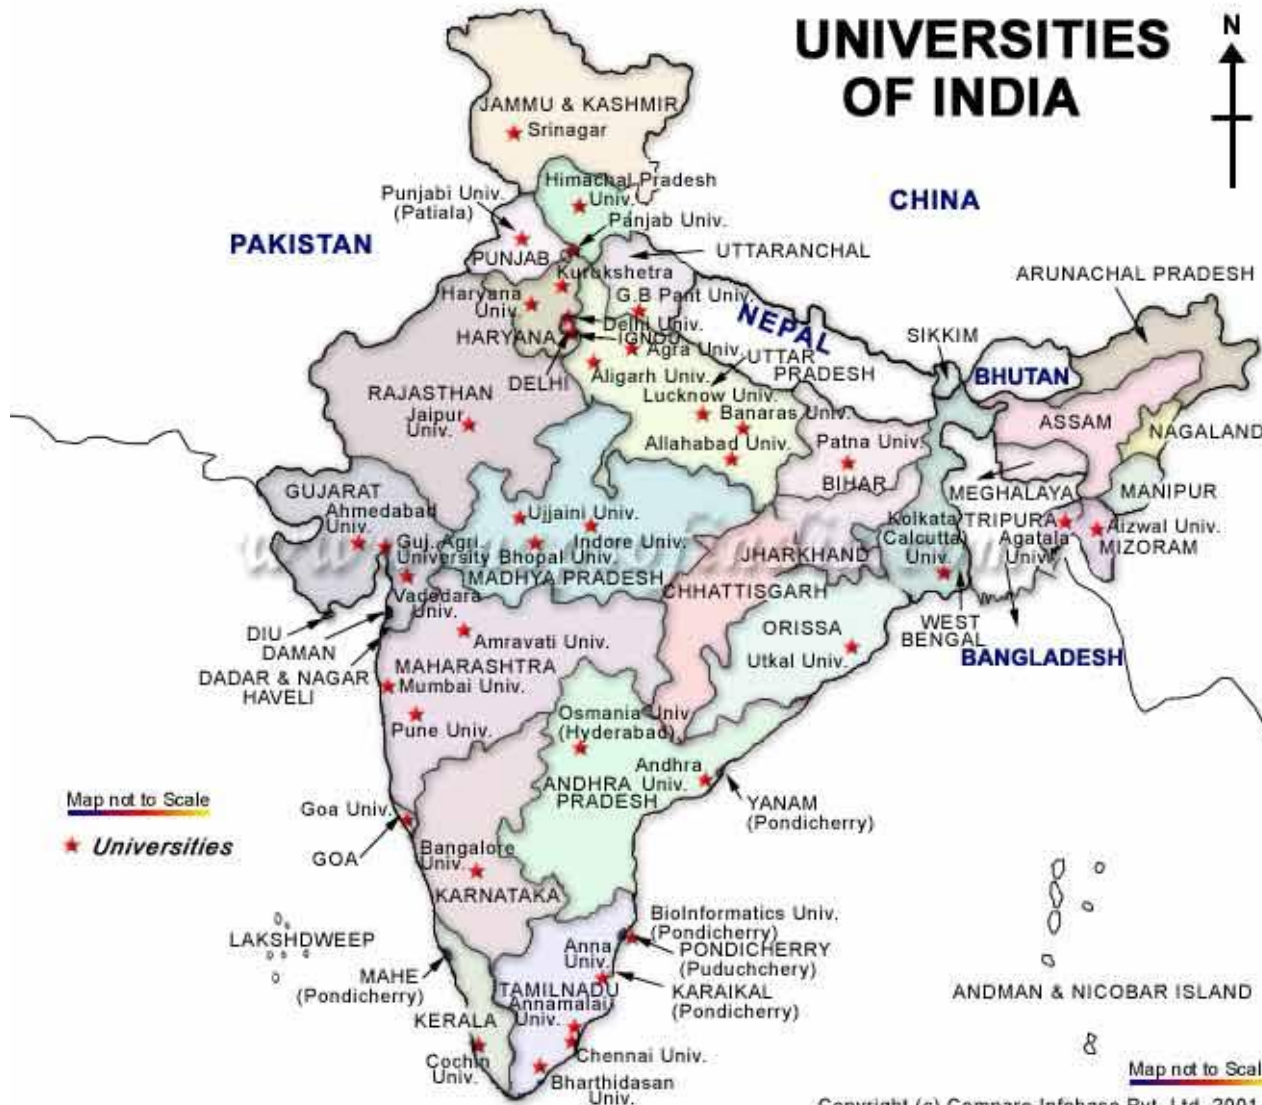 UNIVERSITIES
OF INDIA
N
JAMMU & KASHMIR
Srinagar
Himachal Pradesh
Univ.
Punjabi Univ.
(Patiala)
Panjab Univ.
CHINA
PAKISTAN
PUNJAB
UTTARANCHAL
Kurukshetra
ARUNACHAL PRADESH
Haryana
Univ.
G.B Pant Univ.
NEPAL
Delhi Univ.
HARYANA
IGNOU
SIKKIM
Agra Univ.
UTTAR
PRADESH
DELHI
Aligarh Univ.
BHUTAN
RAJASTHAN
Jaipur
Univ.
Lucknow Univ.
Banaras Univ.
ASSAM
NAGALAND
Allahabad Univ.
Patna Univ.
BIHAR
GUJARAT
Ahmedabad
Univ.
MEGHALAYA
MANIPUR
Ujjaini Univ.
Indore Univ.
Kolkata
Calcutta
Univ.
TRIPURA
Agatala
Univ.
Aizwal Univ.
MIZORAM
Guj. Agri
University
Bhopal Univ.
MADHYA PRADESH
JHARKHAND
CHHATTISGARH
Vadedara
Univ.
DIU
DAMAN
DADAR & NAGAR
HAVELI
Amravati Univ.
ORISSA
Utkal Univ.
WEST
BENGAL
BANGLADESH
MAHARASHTRA
Mumbai Univ.
Pune Univ.
Osmania Univ
(Hyderabad)
Andhra
Univ.
ANDHRA
PRADESH
YANAM
(Pondicherry)
Map not to Scale
Universities
Goa Univ.
GOA
Bangalore
Univ.
KARNATAKA
LAKSHDWEEP
BioInformatics Univ.
(Pondicherry)
PONDICHERRY
(Puduchchery)
Anna
Univ.
MAHE
(Pondicherry)
KARAIKAL
(Pondicherry)
TAMILNADU
Annamalai
Univ.
ANDMAN & NICOBAR ISLAND
KERALA
Cochin
Univ.
Chennai Univ.
Bharthidasan
Univ.
Map not to Scal
Copyright (c) Compare Infobase Pvt. Ltd. 2001